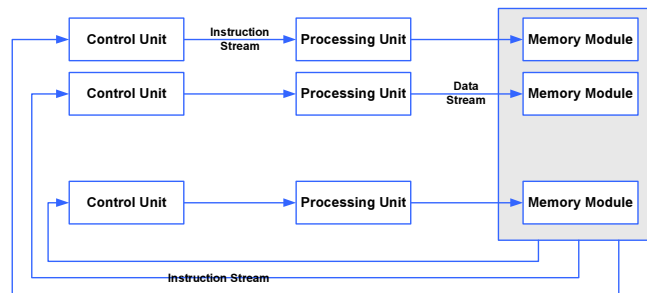 Control Unit
Instruction
Stream
Processing Unit
Memory Module
Control Unit
Processing Unit
Data
Stream
Memory Module
Control Unit
Processing Unit
Memory Module
Instruction Stream